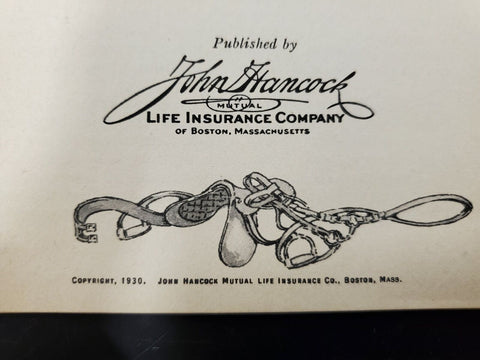 Published by
John Hancock
MUTUAL
LIFE INSURANCE COMPANY
OF BOSTON, MASSACHUSETTS
COPYRIGHT, 1930. JOHN HANCOCK MUTUAL LIFE INSURANCE CO., BOSTON, MASS.